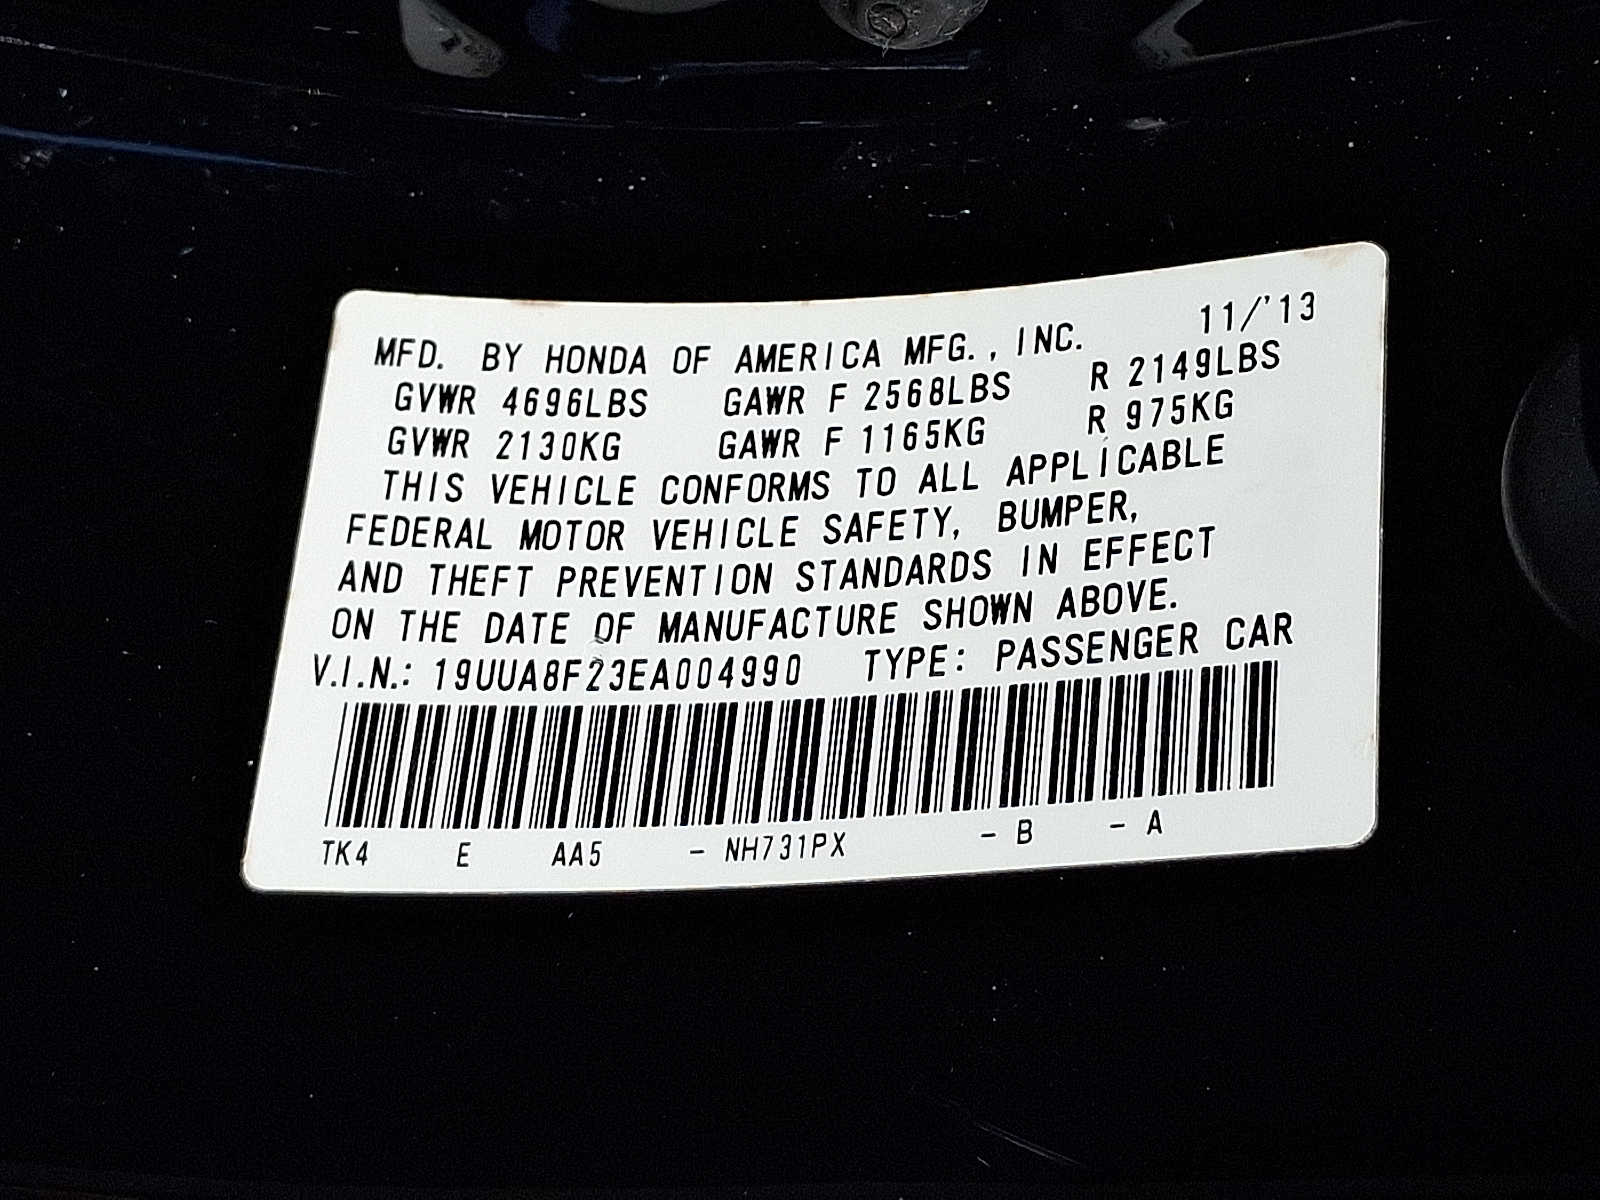 MFD. BY HONDA OF AMERICA MFG., INC. 11/'13
GVWR 4696LBS GAWR F 2568LBS R 2149LBS
GVWR 2130KG GAWR F 1165KG R 975KG
THIS VEHICLE CONFORMS TO ALL APPLICABLE
FEDERAL MOTOR VEHICLE SAFETY, BUMPER,
AND THEFT PREVENTION STANDARDS IN EFFECT
ON THE DATE OF MANUFACTURE SHOWN ABOVE.
V.I.N.: 19UUA8F23EA004990 TYPE: PASSENGER CAR
TK4 E AA5 - NH731PX - B - A